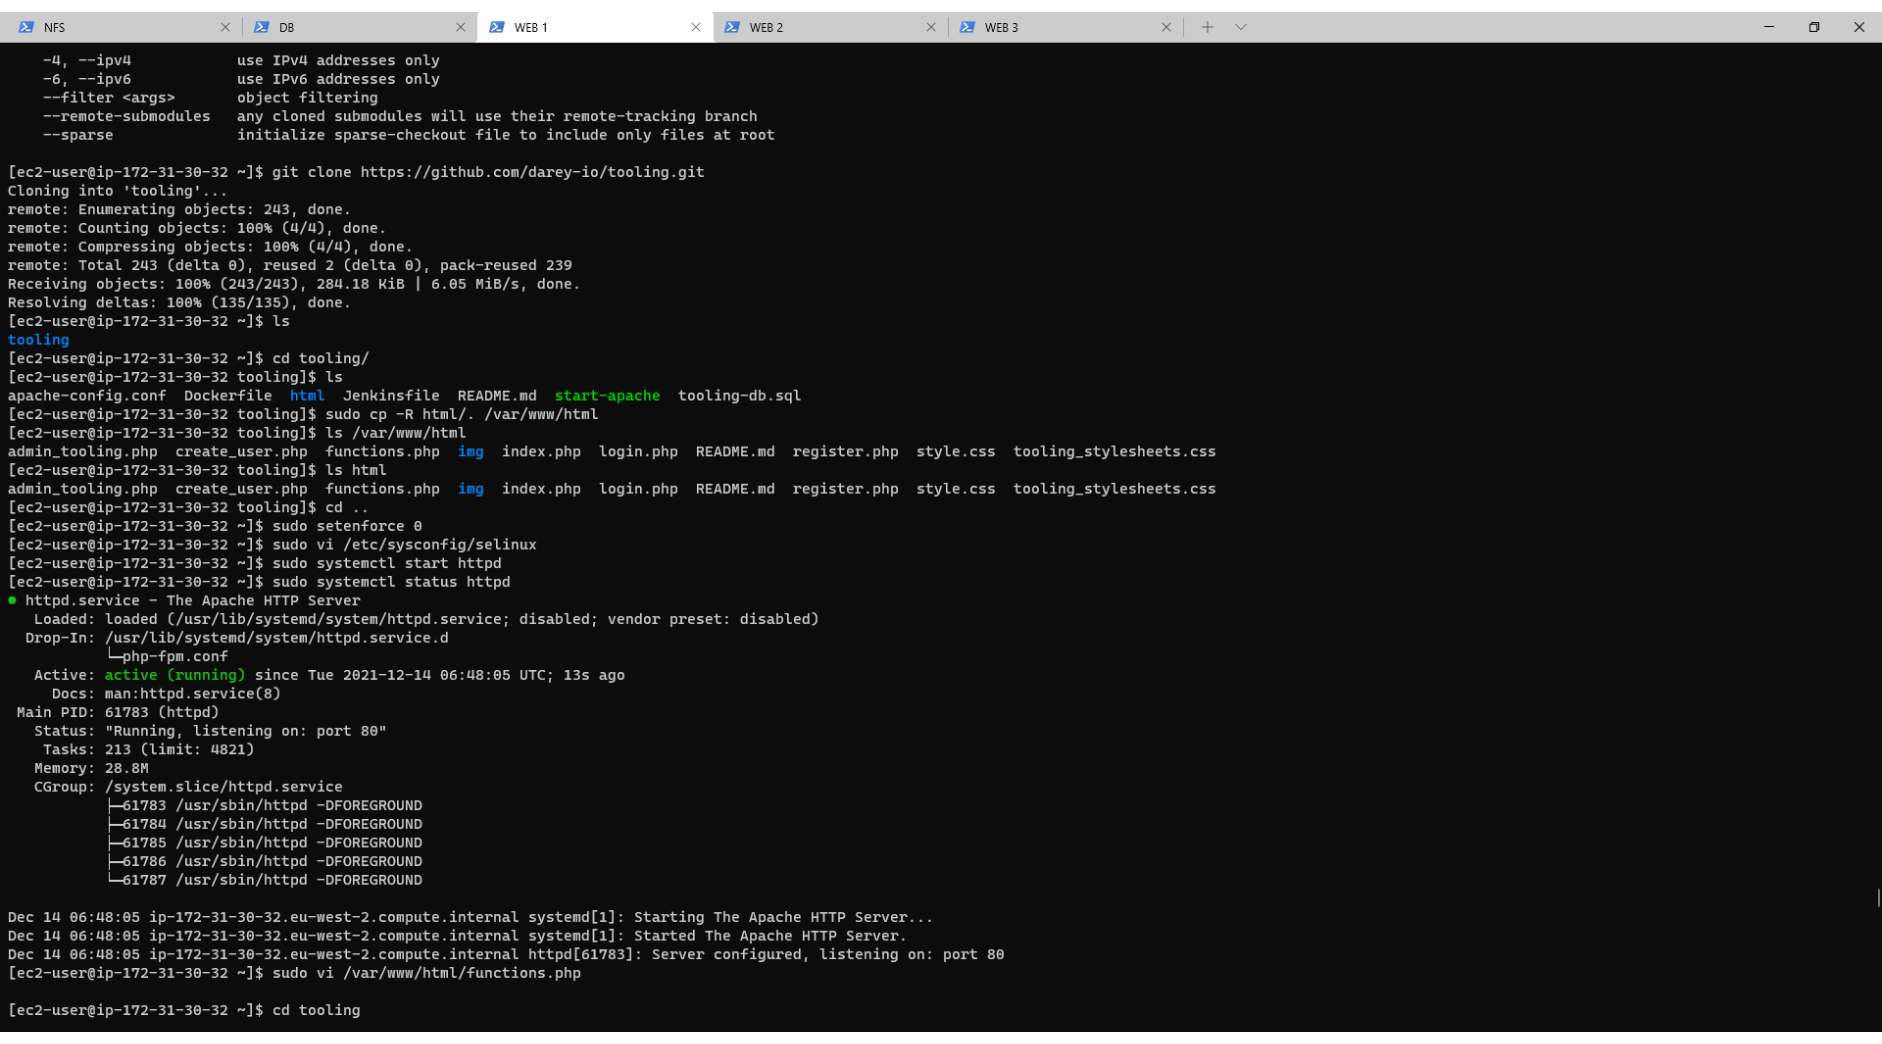 NFS
DB
WEB 1
WEB 2
WEB 3
-4, --ipv4            use IPv4 addresses only
-6, --ipv6            use IPv6 addresses only
--filter <args>       object filtering
--remote-submodules   any cloned submodules will use their remote-tracking branch
--sparse              initialize sparse-checkout file to include only files at root
[ec2-user@ip-172-31-30-32 ~]$ git clone https://github.com/darey-io/tooling.git
Cloning into 'tooling'...
remote: Enumerating objects: 243, done.
remote: Counting objects: 100% (4/4), done.
remote: Compressing objects: 100% (4/4), done.
remote: Total 243 (delta 0), reused 2 (delta 0), pack-reused 239
Receiving objects: 100% (243/243), 284.18 KiB | 6.05 MiB/s, done.
Resolving deltas: 100% (135/135), done.
[ec2-user@ip-172-31-30-32 ~]$ ls
tooling
[ec2-user@ip-172-31-30-32 ~]$ cd tooling/
[ec2-user@ip-172-31-30-32 tooling]$ ls
apache-config.conf  Dockerfile  html  Jenkinsfile  README.md  start-apache  tooling-db.sql
[ec2-user@ip-172-31-30-32 tooling]$ sudo cp -R html/. /var/www/html
[ec2-user@ip-172-31-30-32 tooling]$ ls /var/www/html
admin_tooling.php  create_user.php  functions.php  img  index.php  login.php  README.md  register.php  style.css  tooling_stylesheets.css
[ec2-user@ip-172-31-30-32 tooling]$ ls html
admin_tooling.php  create_user.php  functions.php  img  index.php  login.php  README.md  register.php  style.css  tooling_stylesheets.css
[ec2-user@ip-172-31-30-32 tooling]$ cd ..
[ec2-user@ip-172-31-30-32 ~]$ sudo setenforce 0
[ec2-user@ip-172-31-30-32 ~]$ sudo vi /etc/sysconfig/selinux
[ec2-user@ip-172-31-30-32 ~]$ sudo systemctl start httpd
[ec2-user@ip-172-31-30-32 ~]$ sudo systemctl status httpd
● httpd.service - The Apache HTTP Server
Loaded: loaded (/usr/lib/systemd/system/httpd.service; disabled; vendor preset: disabled)
Drop-In: /usr/lib/systemd/system/httpd.service.d
└─php-fpm.conf
Active: active (running) since Tue 2021-12-14 06:48:05 UTC; 13s ago
Docs: man:httpd.service(8)
Main PID: 61783 (httpd)
Status: "Running, listening on: port 80"
Tasks: 213 (limit: 4821)
Memory: 28.8M
CGroup: /system.slice/httpd.service
├─61783 /usr/sbin/httpd -DFOREGROUND
├─61784 /usr/sbin/httpd -DFOREGROUND
├─61785 /usr/sbin/httpd -DFOREGROUND
├─61786 /usr/sbin/httpd -DFOREGROUND
└─61787 /usr/sbin/httpd -DFOREGROUND
Dec 14 06:48:05 ip-172-31-30-32.eu-west-2.compute.internal systemd[1]: Starting The Apache HTTP Server...
Dec 14 06:48:05 ip-172-31-30-32.eu-west-2.compute.internal systemd[1]: Started The Apache HTTP Server.
Dec 14 06:48:05 ip-172-31-30-32.eu-west-2.compute.internal httpd[61783]: Server configured, listening on: port 80
[ec2-user@ip-172-31-30-32 ~]$ sudo vi /var/www/html/functions.php
[ec2-user@ip-172-31-30-32 ~]$ cd tooling